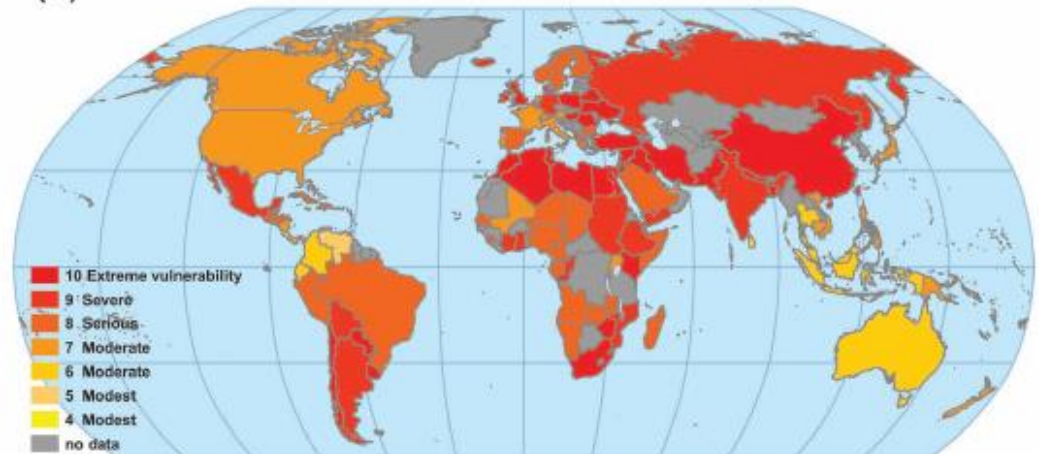 10 Extreme vulnerability
9 Severe
8 Serious
7 Moderate
6 Moderate
5 Modest
4 Modest
no data